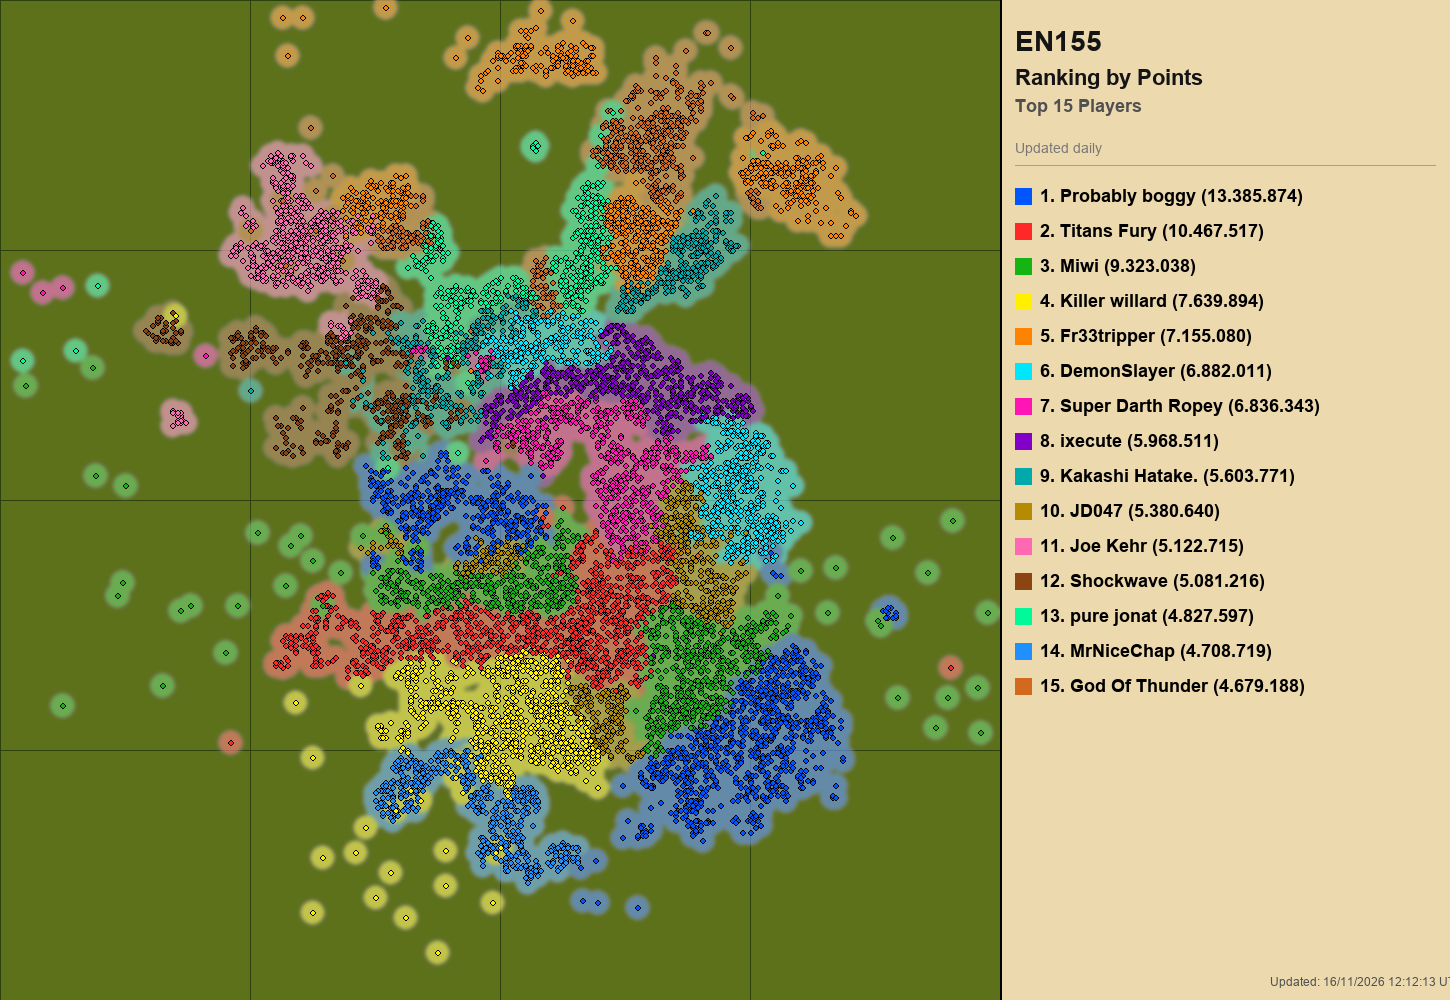 EN155
Ranking by Points
Top 15 Players
Updated daily
1. Probably boggy (13.385.874)
2. Titans Fury (10.467.517)
3. Miwi (9.323.038)
4. Killer willard (7.639.894)
5. Fr33tripper (7.155.080)
6. DemonSlayer (6.882.011)
7. Super Darth Ropey (6.836.343)
8. ixecute (5.968.511)
9. Kakashi Hatake. (5.603.771)
10. JD047 (5.380.640)
11. Joe Kehr (5.122.715)
12. Shockwave (5.081.216)
13. pure jonat (4.827.597)
14. MrNiceChap (4.708.719)
15. God Of Thunder (4.679.188)
Updated: 16/11/2026 12:12:13 U